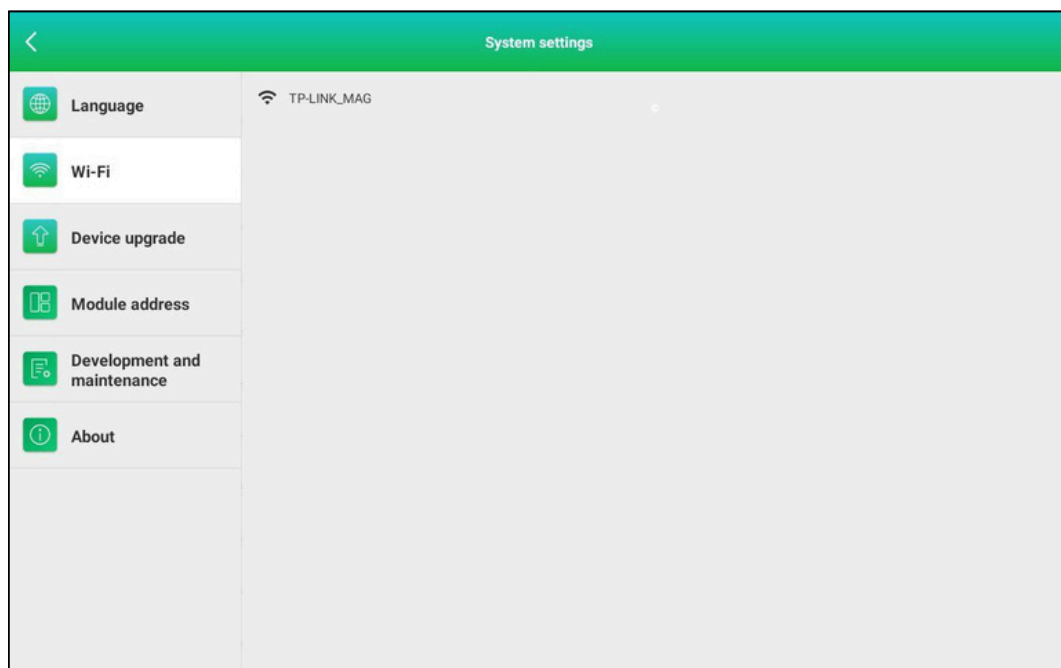 System settings
Language
TP-LINK_MAG
Wi-Fi
Device upgrade
Module address
Development and
maintenance
About